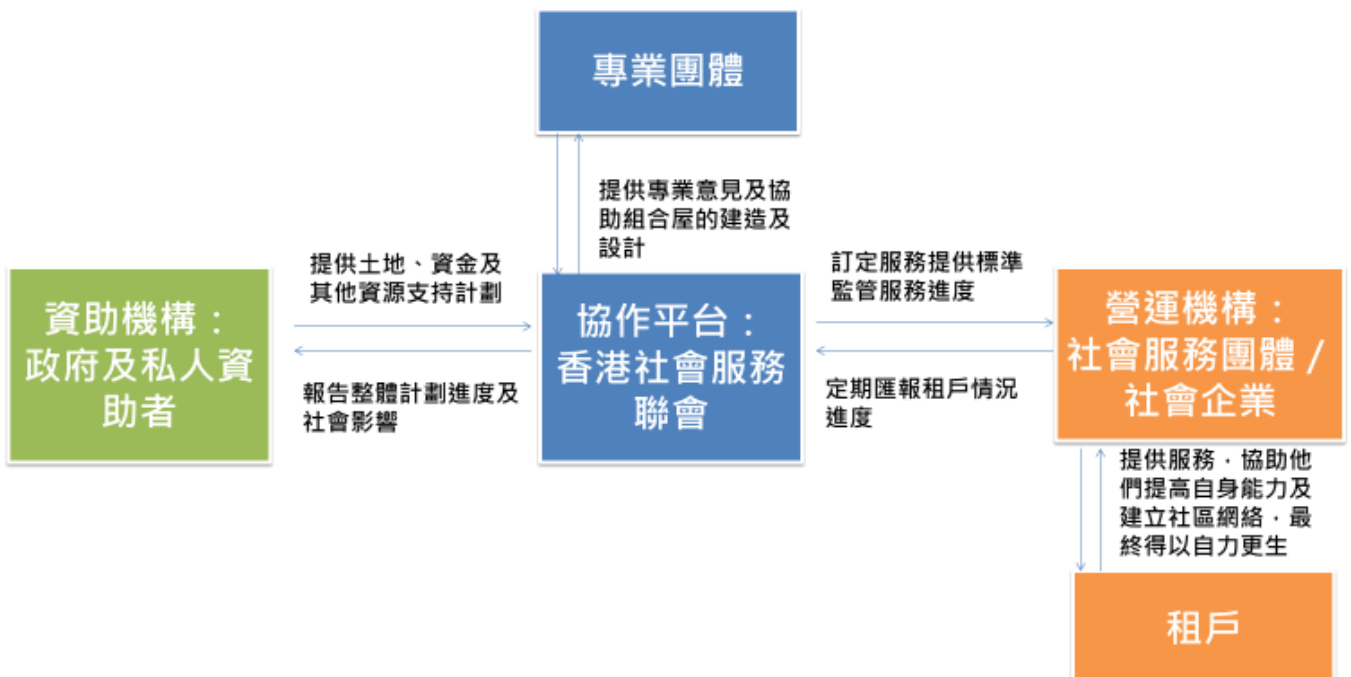 專業團體
提供專業意見及協
助組合屋的建造及
設計
提供土地、資金及
其他資源支持計劃
訂定服務提供標準
監管服務進度
資助機構：
政府及私人資
助者
協作平台：
香港社會服務
聯會
營運機構：
社會服務團體 /
社會企業
報告整體計劃進度及
社會影響
定期匯報租戶情況
進度
提供服務，協助他
們提高自身能力及
建立社區網絡，最
終得以自力更生
租戶